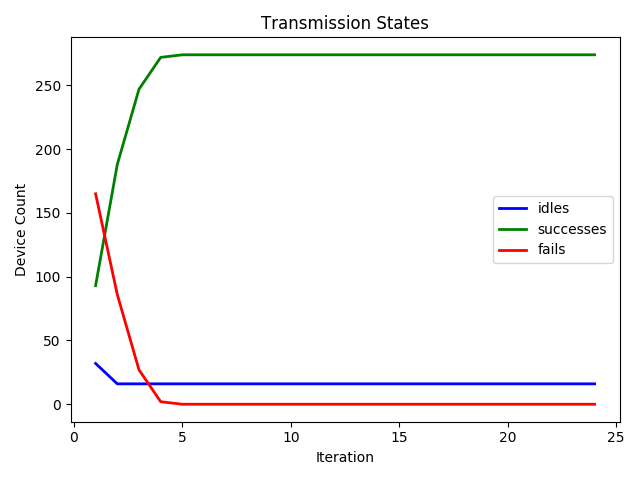 Transmission States
Device Count
250
200
150
100
50
0
idles
successes
fails
0 5 10 15 20 25
Iteration